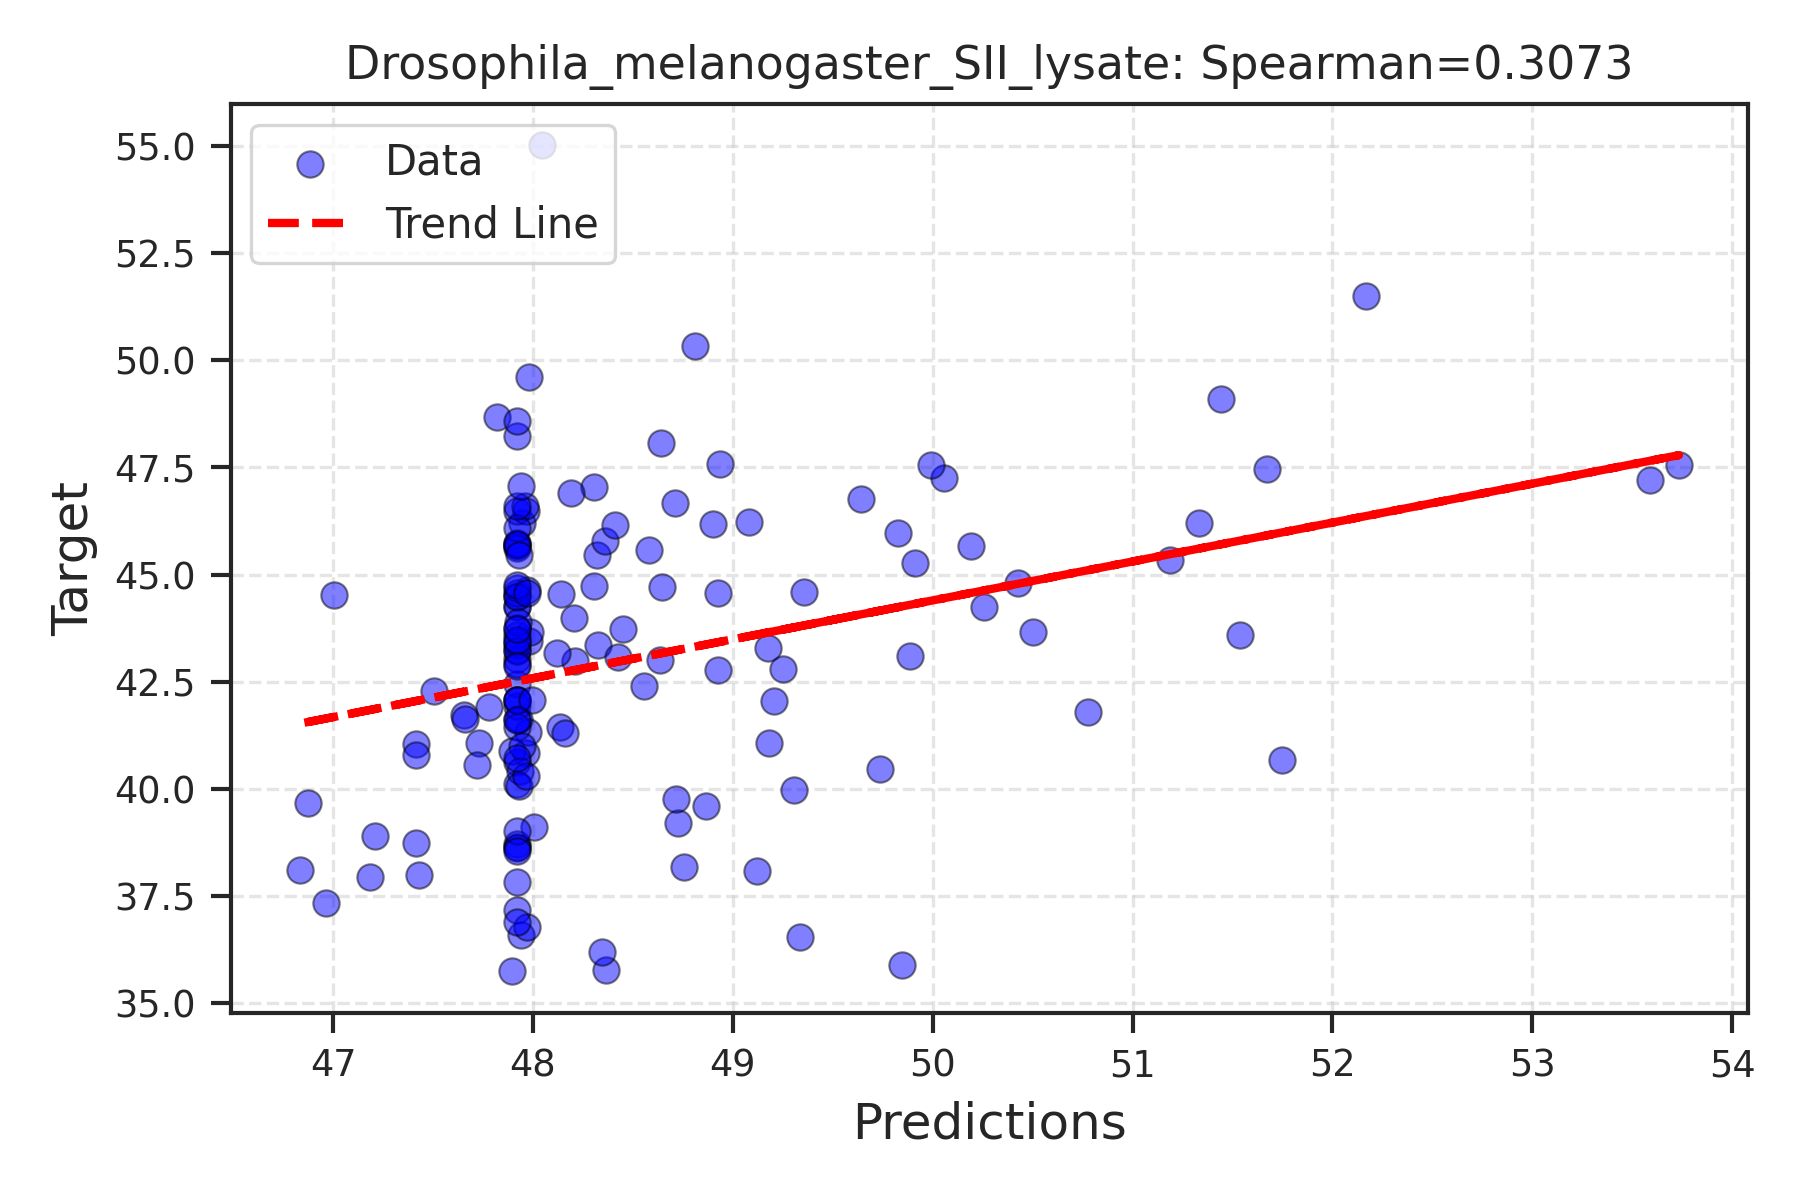 Drosophila_melanogaster_SII_lysate: Spearman=0.3073
Data
Trend Line
Target
55.0
52.5
50.0
47.5
45.0
42.5
40.0
37.5
35.0
47 48 49 50 51 52 53 54
Predictions